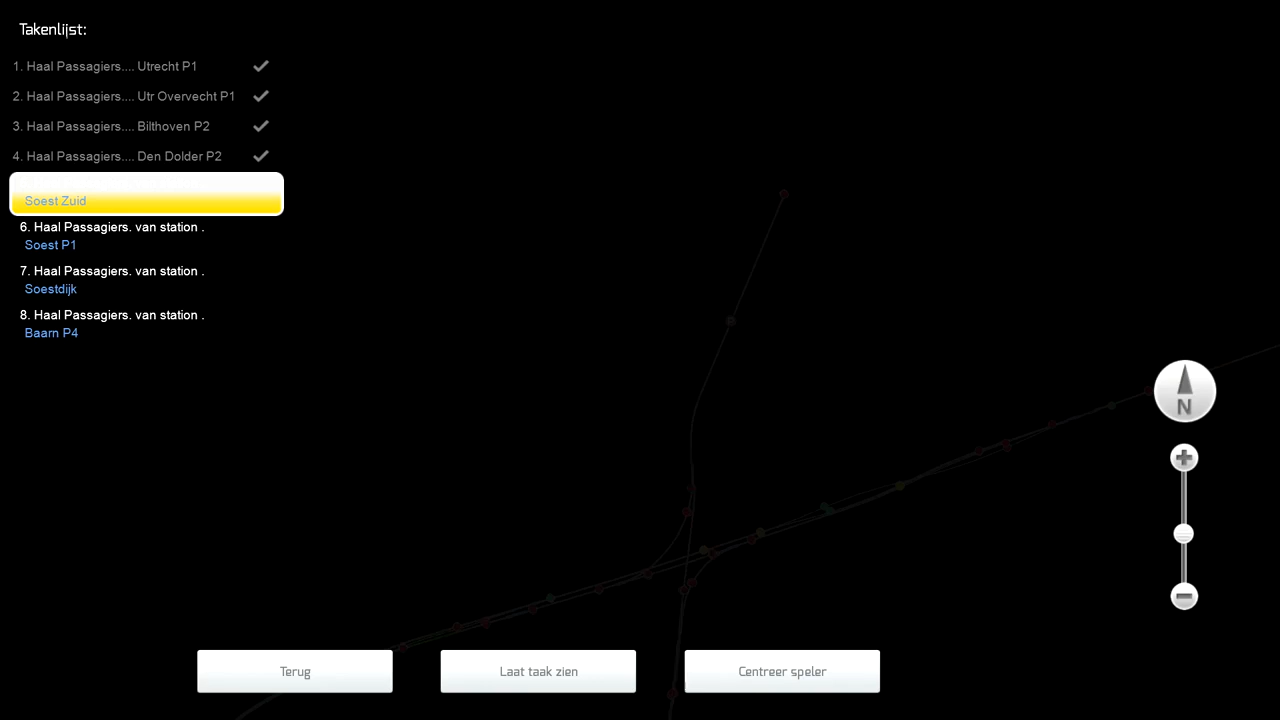 Takenlijst:
1. Haal Passagiers.... Utrecht P1
2. Haal Passagiers.... Utr Overvecht P1
3. Haal Passagiers.... Bilthoven P2
4. Haal Passagiers.... Den Dolder P2
Soest Zuid
6. Haal Passagiers. van station .
Soest P1
7. Haal Passagiers. van station .
Soestdijk
8. Haal Passagiers. van station .
Baarn P4
N
Terug
Laat taak zien
Centreer speler